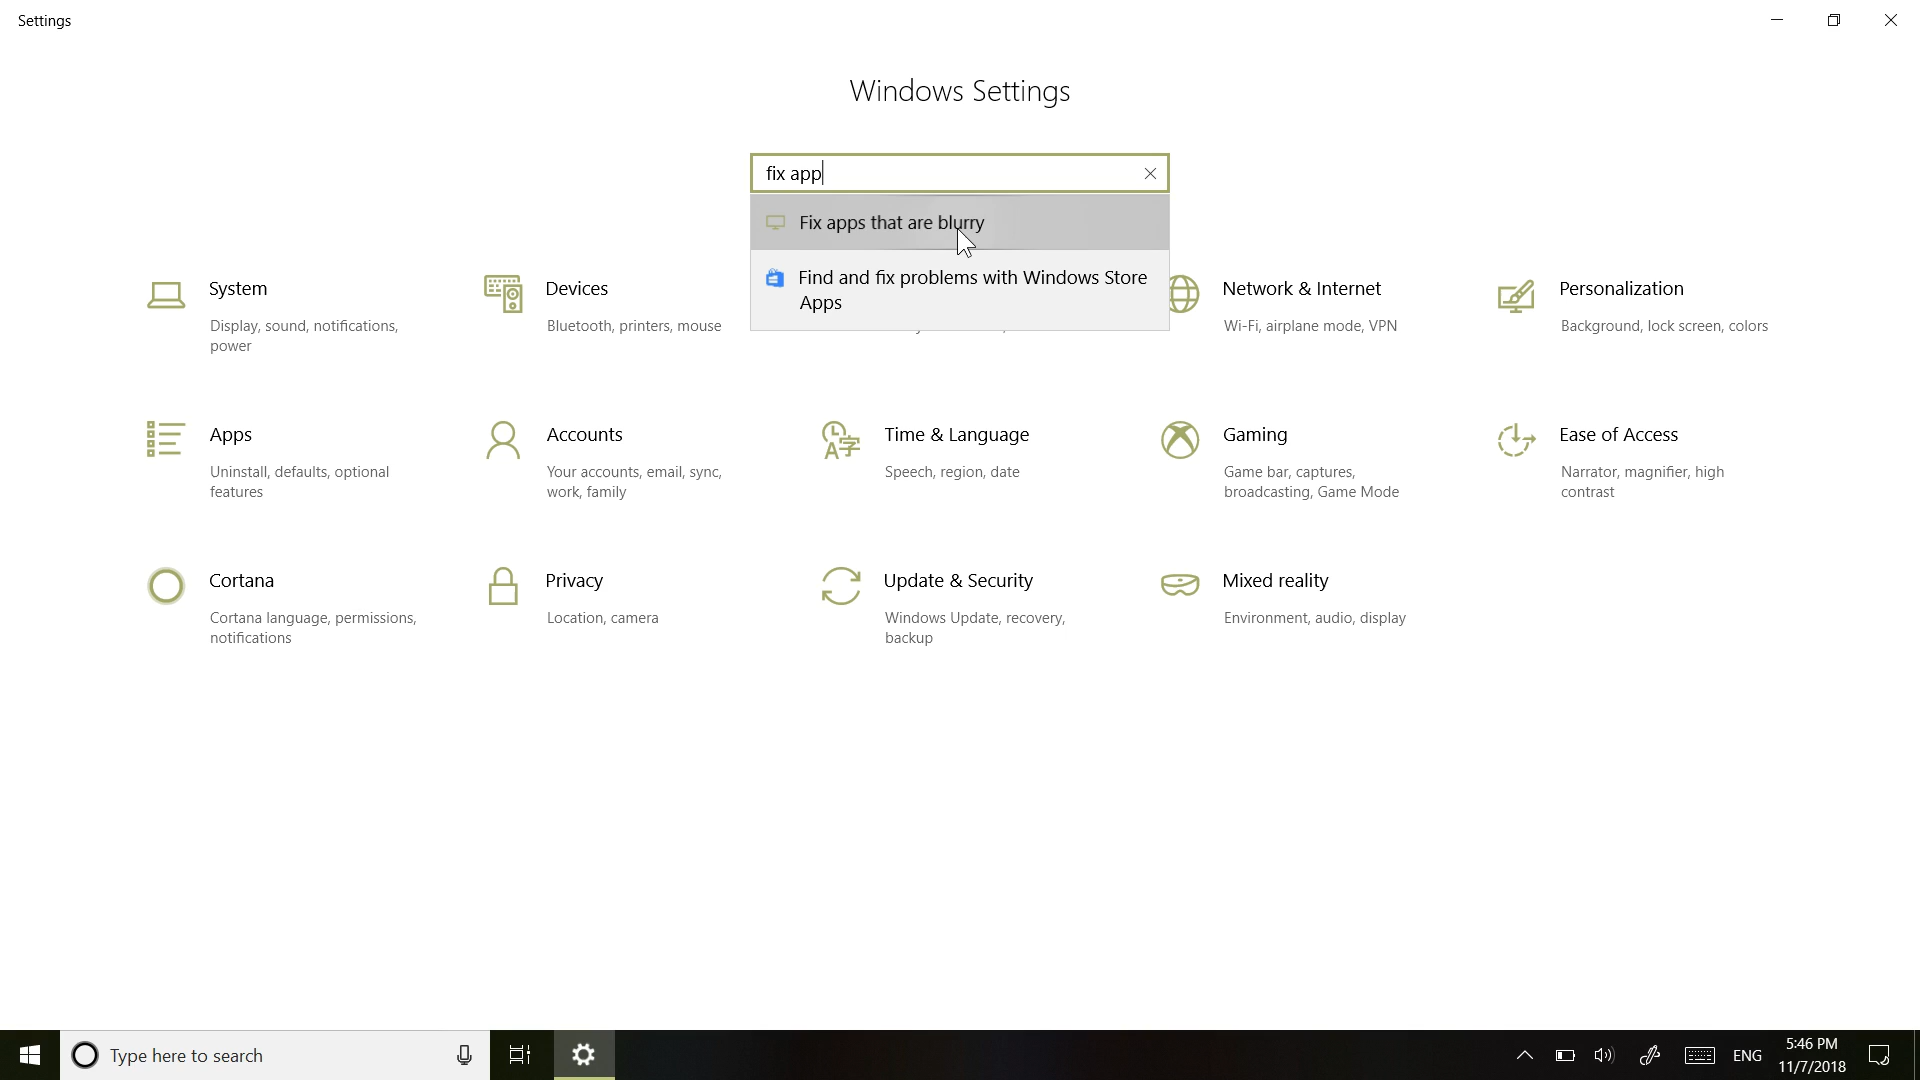 Settings
Windows Settings
fix app
Fix apps that are blurry
Find and fix problems with Windows Store
Apps
System
Display, sound, notifications,
power
Devices
Bluetooth, printers, mouse
Network & Internet
Wi-Fi, airplane mode, VPN
Personalization
Background, lock screen, colors
Apps
Uninstall, defaults, optional
features
Accounts
Your accounts, email, sync,
work, family
Time & Language
Speech, region, date
Gaming
Game bar, captures,
broadcasting, Game Mode
Ease of Access
Narrator, magnifier, high
contrast
Cortana
Cortana language, permissions,
notifications
Privacy
Location, camera
Update & Security
Windows Update, recovery,
backup
Mixed reality
Environment, audio, display
Type here to search
ENG
5:46 PM
11/7/2018